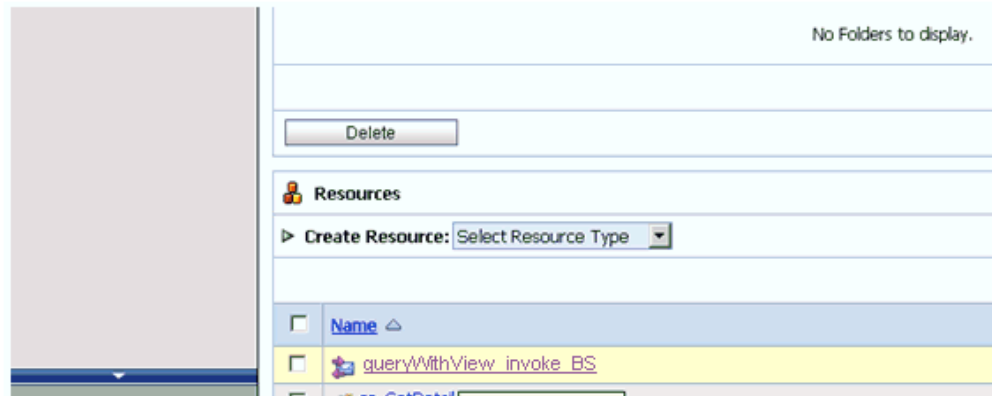 No Folders to display.
Delete
Resources
Create Resource: Select Resource Type
Name
queryWithView_invoke_BS